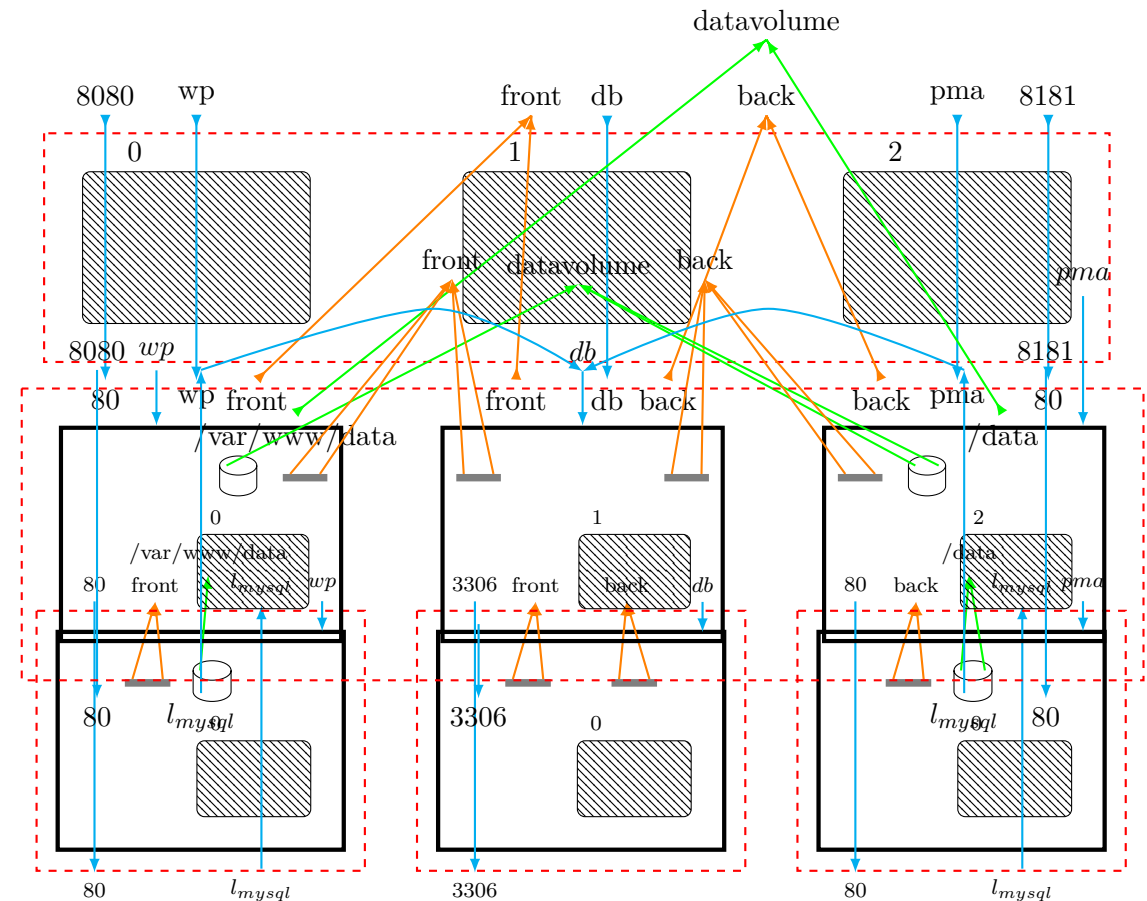 datavolume
8080 wp front db back pma 8181
0 1 2
front datavolume back pma
8080 wp db 8181
80 wp front front db back back pma 80
/var/www/data /data
0 1 2
/var/www/data /data
80 front l_mysql wp 3306 front back db 80 back l_mysql pma
80 l_mysql 3306 l_mysql 80
0 0 0
80 l_mysql 3306 80 l_mysql